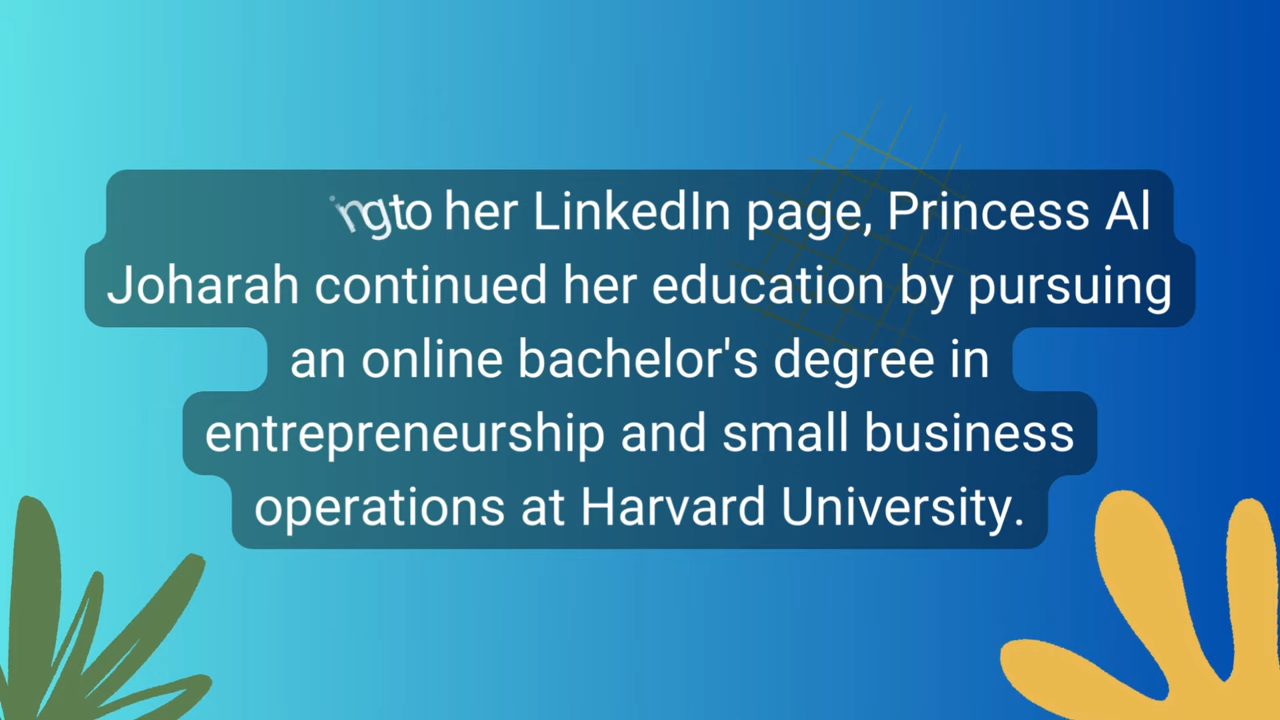 to her LinkedIn page, Princess Al
Joharah continued her education by pursuing
an online bachelor's degree in
entrepreneurship and small business
operations at Harvard University.